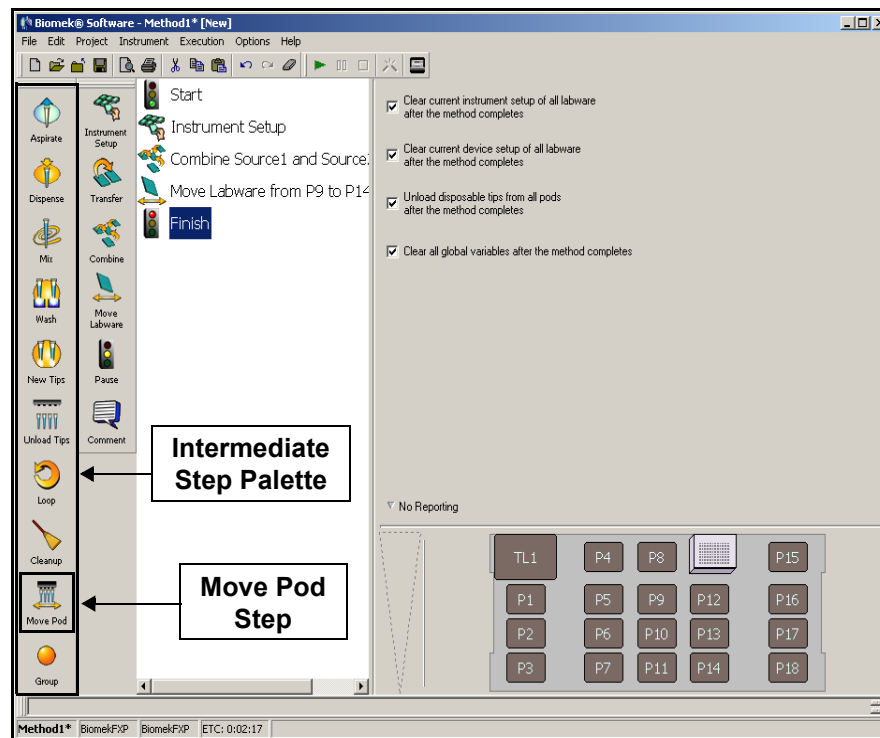 Biomek® Software - Method1* [New]
File Edit Project Instrument Execution Options Help
Aspirate
Dispense
Mix
Wash
New Tips
Unload Tips
Loop
Cleanup
Move Pod
Group
Instrument
Setup
Transfer
Combine
Move
Labware
Pause
Comment
Start
Instrument Setup
Combine Source1 and Source
Move Labware from P9 to P14
Finish
Intermediate
Step Palette
Move Pod
Step
Clear current instrument setup of all labware
after the method completes
Clear current device setup of all labware
after the method completes
Unload disposable tips from all pods
after the method completes
Clear all global variables after the method completes
No Reporting
TL1 P4 P8 P15
P1 P5 P9 P12 P16
P2 P6 P10 P13 P17
P3 P7 P11 P14 P18
Method1* BiomekFXP BiomekFXP ETC: 0:02:17